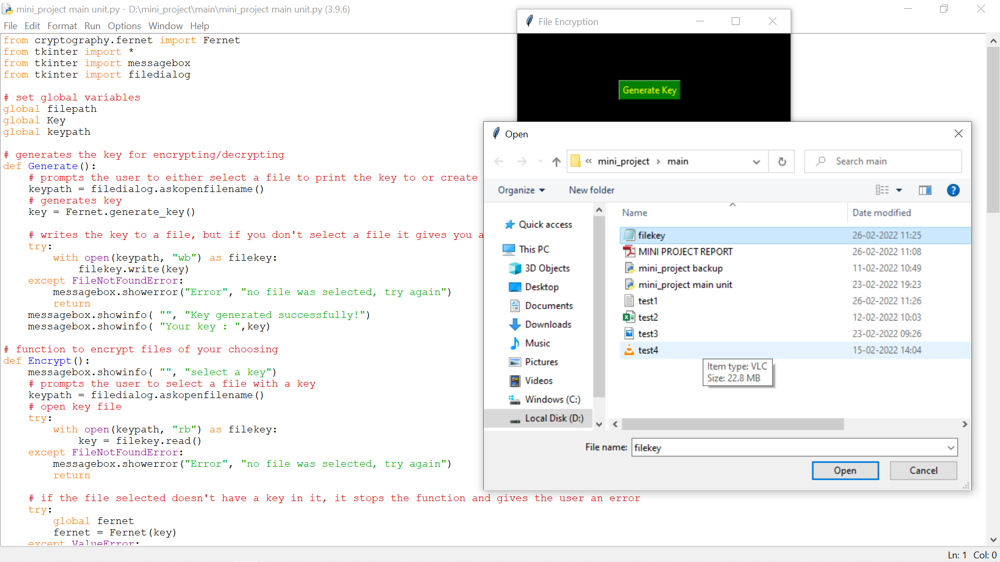 mini_project main unit.py - D:\mini_project\main\mini_project main unit.py (3.9.6)
File Edit Format Run Options Window Help
from cryptography.fernet import Fernet
from tkinter import *
from tkinter import messagebox
from tkinter import filedialog
# set global variables
global filepath
global Key
global keypath
# generates the key for encrypting/decrypting
def Generate():
# prompts the user to either select a file to print the key to or create
keypath = filedialog.askopenfilename()
# generates key
key = Fernet.generate_key()
# writes the key to a file, but if you don't select a file it gives you a
try:
with open(keypath, "wb") as filekey:
filekey.write(key)
except FileNotFoundError:
messagebox.showerror("Error", "no file was selected, try again")
return
messagebox.showinfo( "", "Key generated successfully!")
messagebox.showinfo( "Your key : ",key)
# function to encrypt files of your choosing
def Encrypt():
messagebox.showinfo( "", "select a key")
# prompts the user to select a file with a key
keypath = filedialog.askopenfilename()
# open key file
try:
with open(keypath, "rb") as filekey:
key = filekey.read()
except FileNotFoundError:
messagebox.showerror("Error", "no file was selected, try again")
return
# if the file selected doesn't have a key in it, it stops the function and gives the user an error
try:
global fernet
fernet = Fernet(key)
except ValueError:
Ln: 1 Col: 0
File Encryption
Generate Key
Open
« mini_project › main
Search main
Organize
New folder
Name Date modified
Quick access
This PC
3D Objects
Desktop
Documents
Downloads
Music
Pictures
Videos
Windows (C:)
Local Disk (D:)
filekey 26-02-2022 11:25
MINI PROJECT REPORT 26-02-2022 11:08
mini_project backup 11-02-2022 10:49
mini_project main unit 23-02-2022 19:23
test1 26-02-2022 11:26
test2 12-02-2022 10:03
test3 23-02-2022 09:26
test4 15-02-2022 14:04
Item type: VLC
Size: 22.8 MB
File name: filekey
Open Cancel